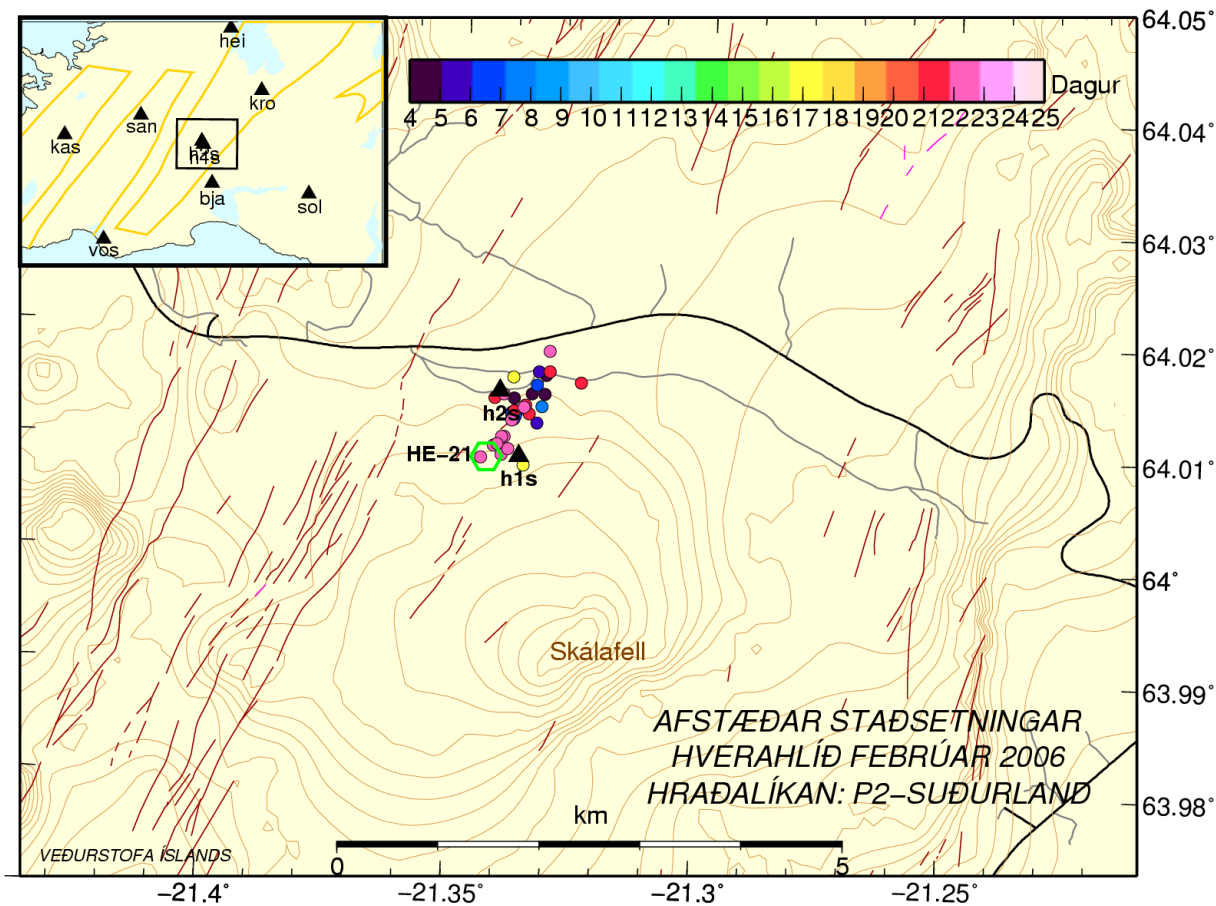 hei
kro
san
kas
bja
sol
vos
Dagur
4 5 6 7 8 9 10 11 12 13 14 15 16 17 18 19 20 21 22 23 24 25
64.05°
64.04°
64.03°
64.02°
64.01°
64°
63.99°
63.98°
h2s
HE−21
h1s
Skálafell
AFSTÆÐAR STAÐSETNINGAR
HVERAHLÍÐ FEBRÚAR 2006
HRAÐALÍKAN: P2−SUÐURLAND
km
0 5
VEÐURSTOFA ÍSLANDS
−21.4° −21.35° −21.3° −21.25°